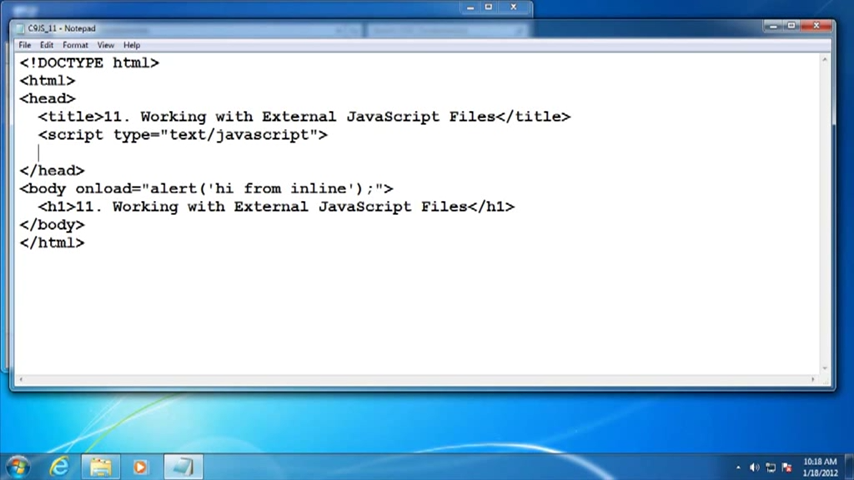 C9JS_11 - Notepad
File Edit Format View Help
<!DOCTYPE html>
<html>
<head>
<title>11. Working with External JavaScript Files</title>
<script type="text/javascript">
</head>
<body onload="alert('hi from inline');">
<h1>11. Working with External JavaScript Files</h1>
</body>
</html>
10:18 AM
1/18/2012